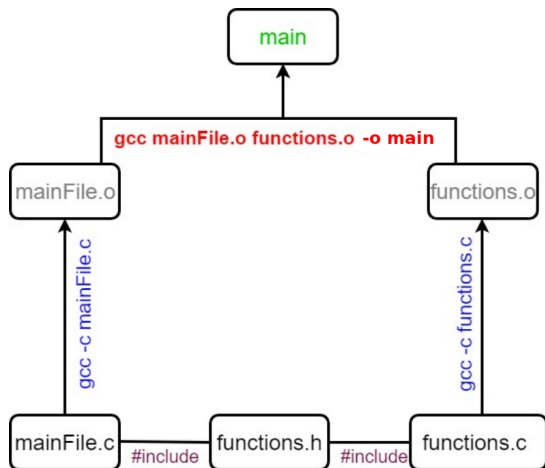 main
gcc mainFile.o functions.o -o main
mainFile.o
functions.o
gcc -c mainFile.c
gcc -c functions.c
mainFile.c
#include
functions.h
#include
functions.c